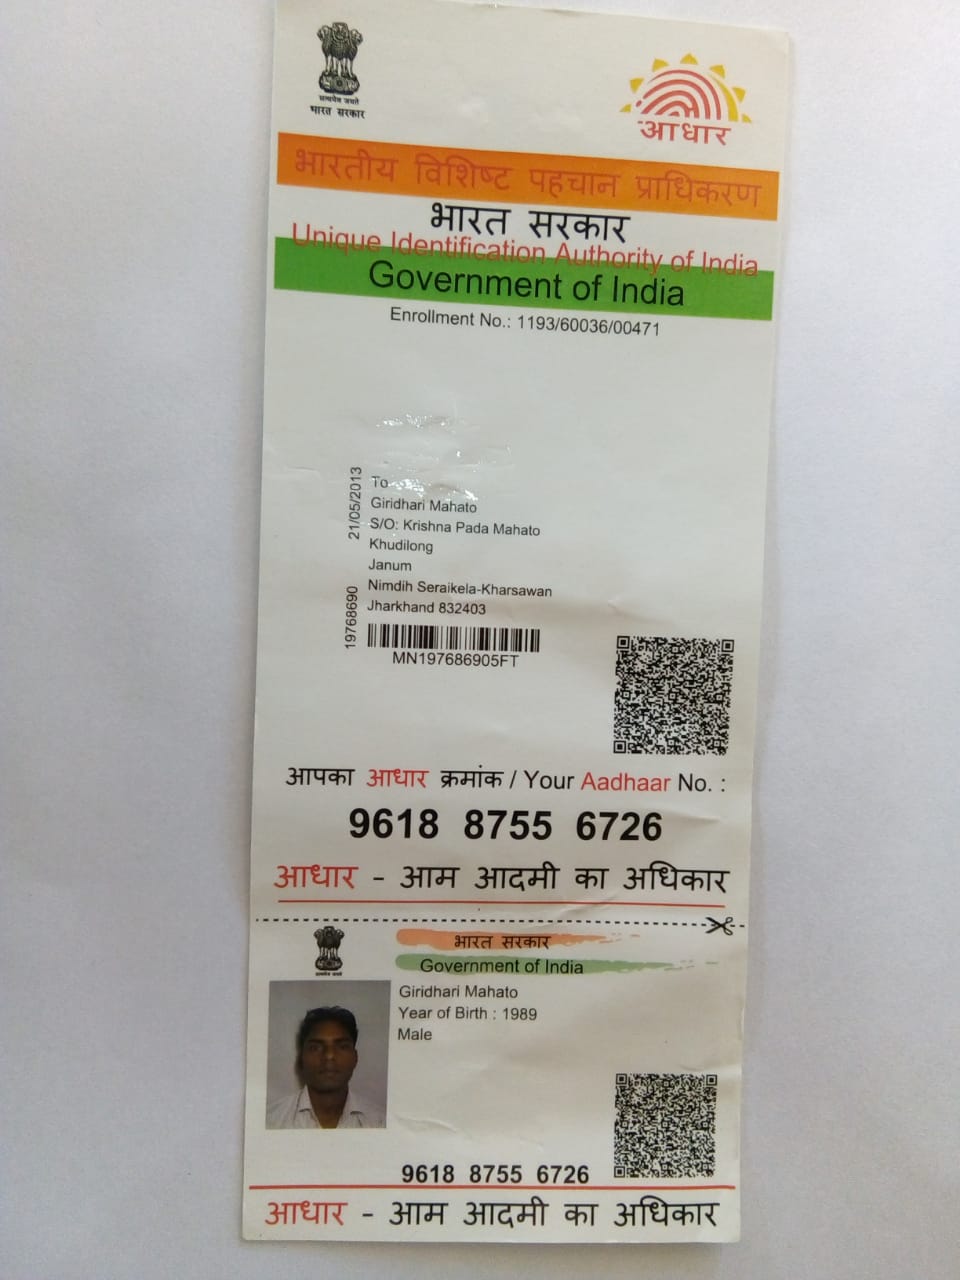 सत्यमेव जयते
भारत सरकार
आधार
भारतीय विशिष्ट पहचान प्राधिकरण
भारत सरकार
Unique Identification Authority of India
Government of India
Enrollment No.: 1193/60036/00471
21/05/2013
To
Giridhari Mahato
S/O: Krishna Pada Mahato
Khudilong
Janum
Nimdih Seraikela-Kharsawan
Jharkhand 832403
19768690
MN197686905FT
आपका आधार क्रमांक / Your Aadhaar No. :
9618 8755 6726
आधार - आम आदमी का अधिकार
भारत सरकार
Government of India
सत्यमेव जयते
Giridhari Mahato
Year of Birth : 1989
Male
9618 8755 6726
आधार - आम आदमी का अधिकार